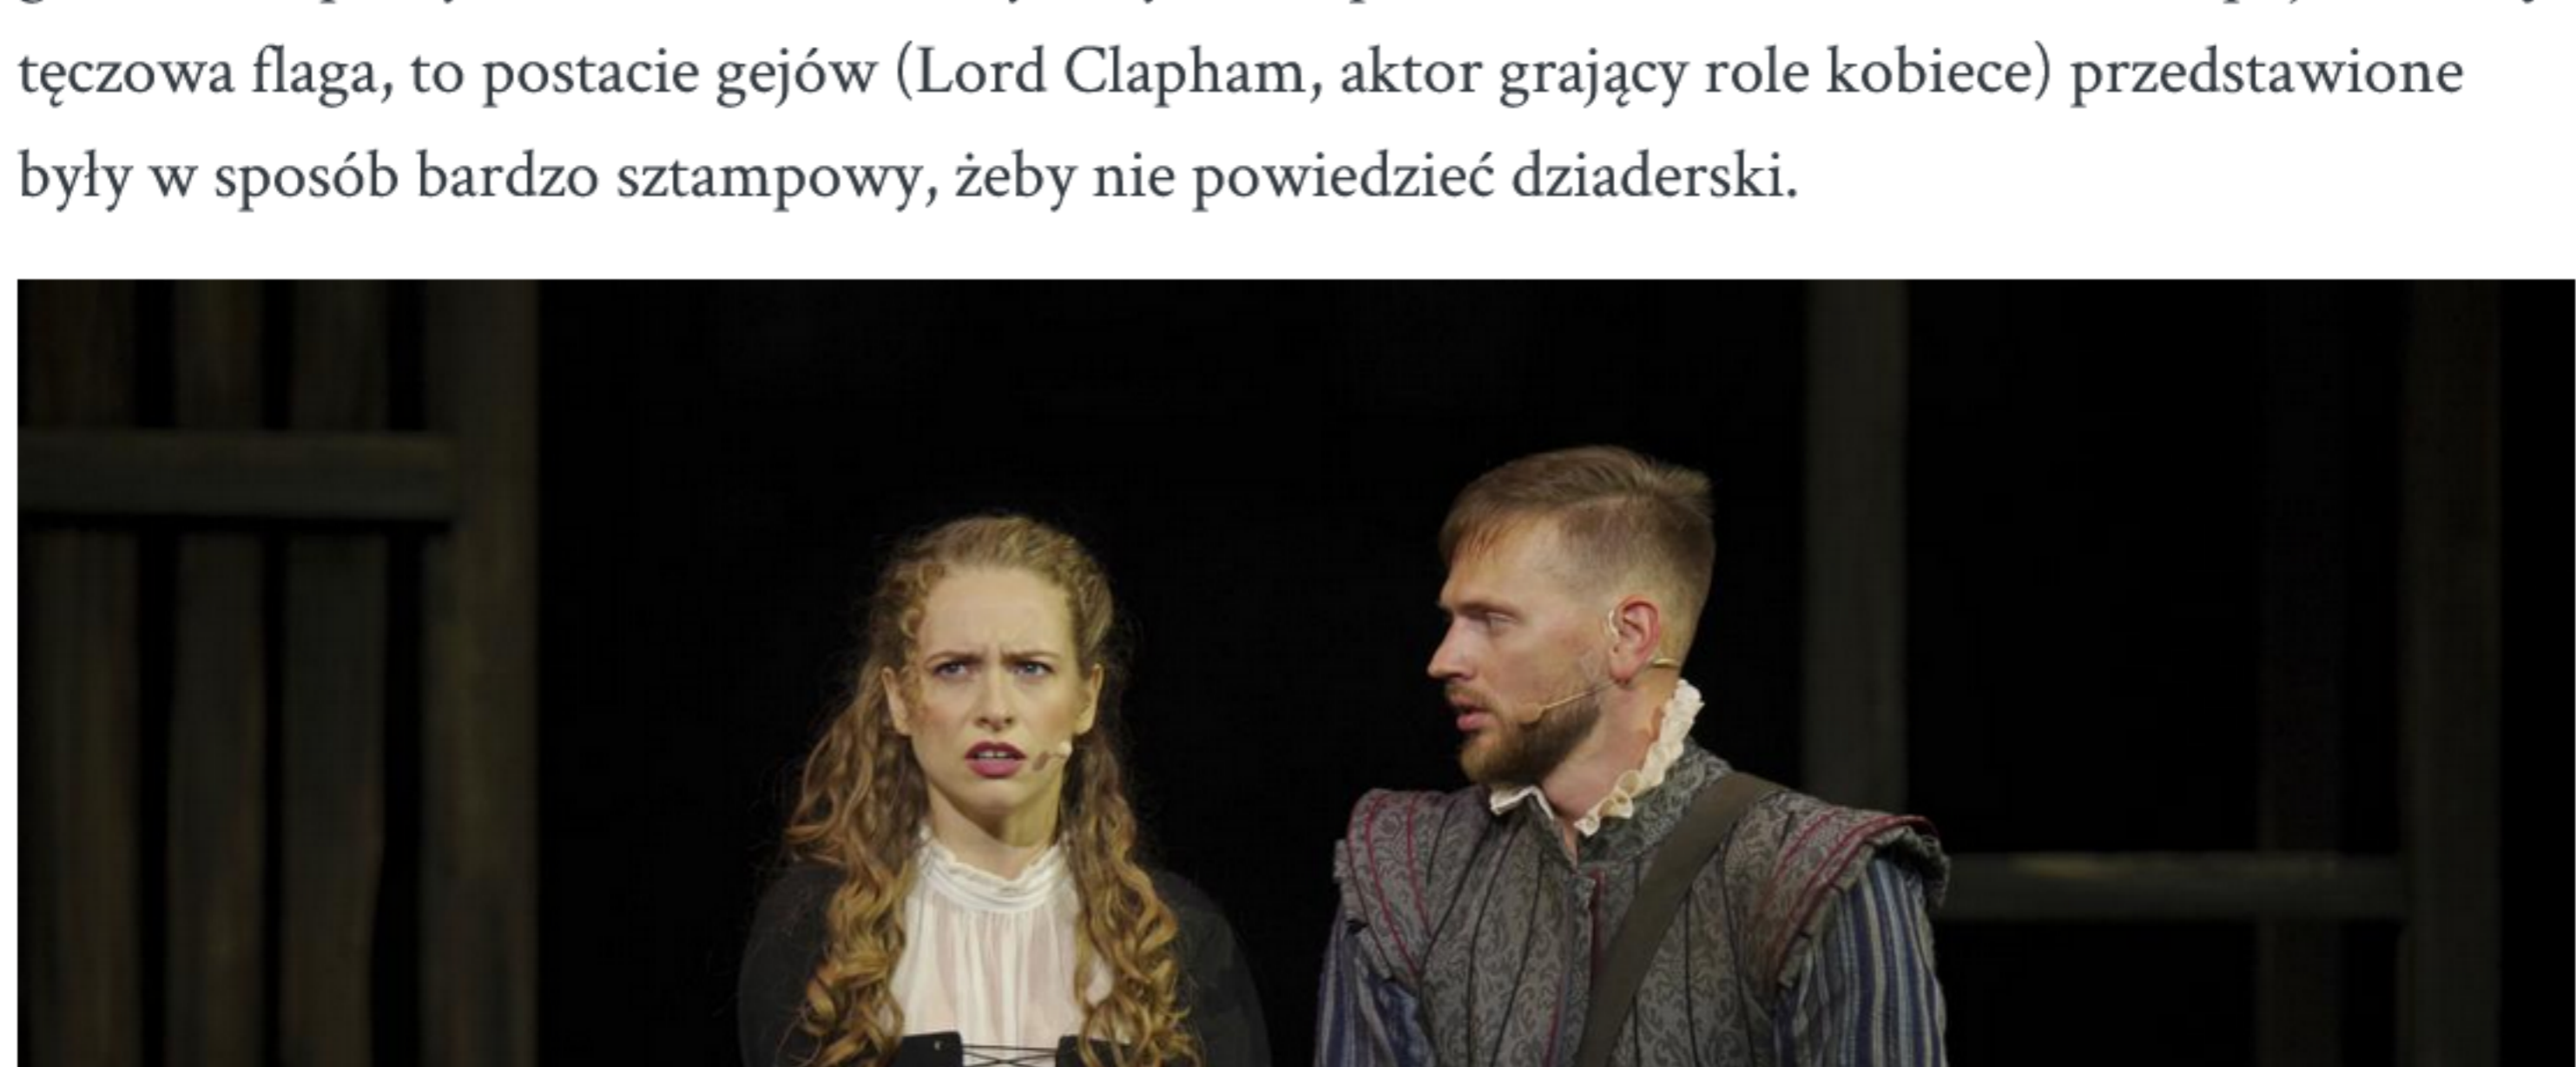 tęczowa flaga, to postacie gejów (Lord Clapham, aktor grający role kobiece) przedstawione
były w sposób bardzo sztampowy, żeby nie powiedzieć dziaderski.